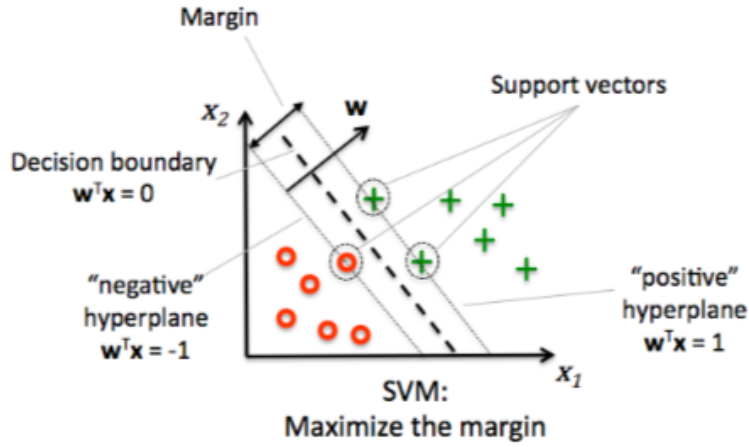 Margin
Support vectors
w
x₂
Decision boundary
wᵀx = 0
"negative"
hyperplane
wᵀx = -1
"positive"
hyperplane
wᵀx = 1
x₁
SVM:
Maximize the margin